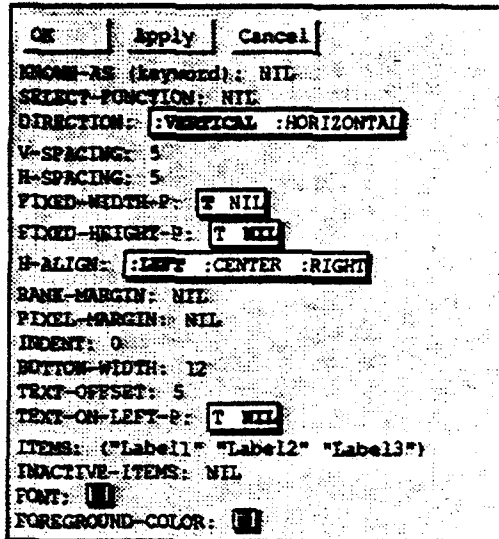 OK Apply Cancel
KNOWN-AS (keyword): NIL
SELECT-FUNCTION: NIL
DIRECTION: :VERTICAL :HORIZONTAL
V-SPACING: 5
H-SPACING: 5
FIXED-WIDTH-P: T NIL
FIXED-HEIGHT-P: T NIL
H-ALIGN: :LEFT :CENTER :RIGHT
RANK-MARGIN: NIL
PIXEL-MARGIN: NIL
INDENT: 0
BUTTON-WIDTH: 12
TEXT-OFFSET: 5
TEXT-ON-LEFT-P: T NIL
ITEMS: ("Label1" "Label2" "Label3")
INACTIVE-ITEMS: NIL
FONT:
FOREGROUND-COLOR: